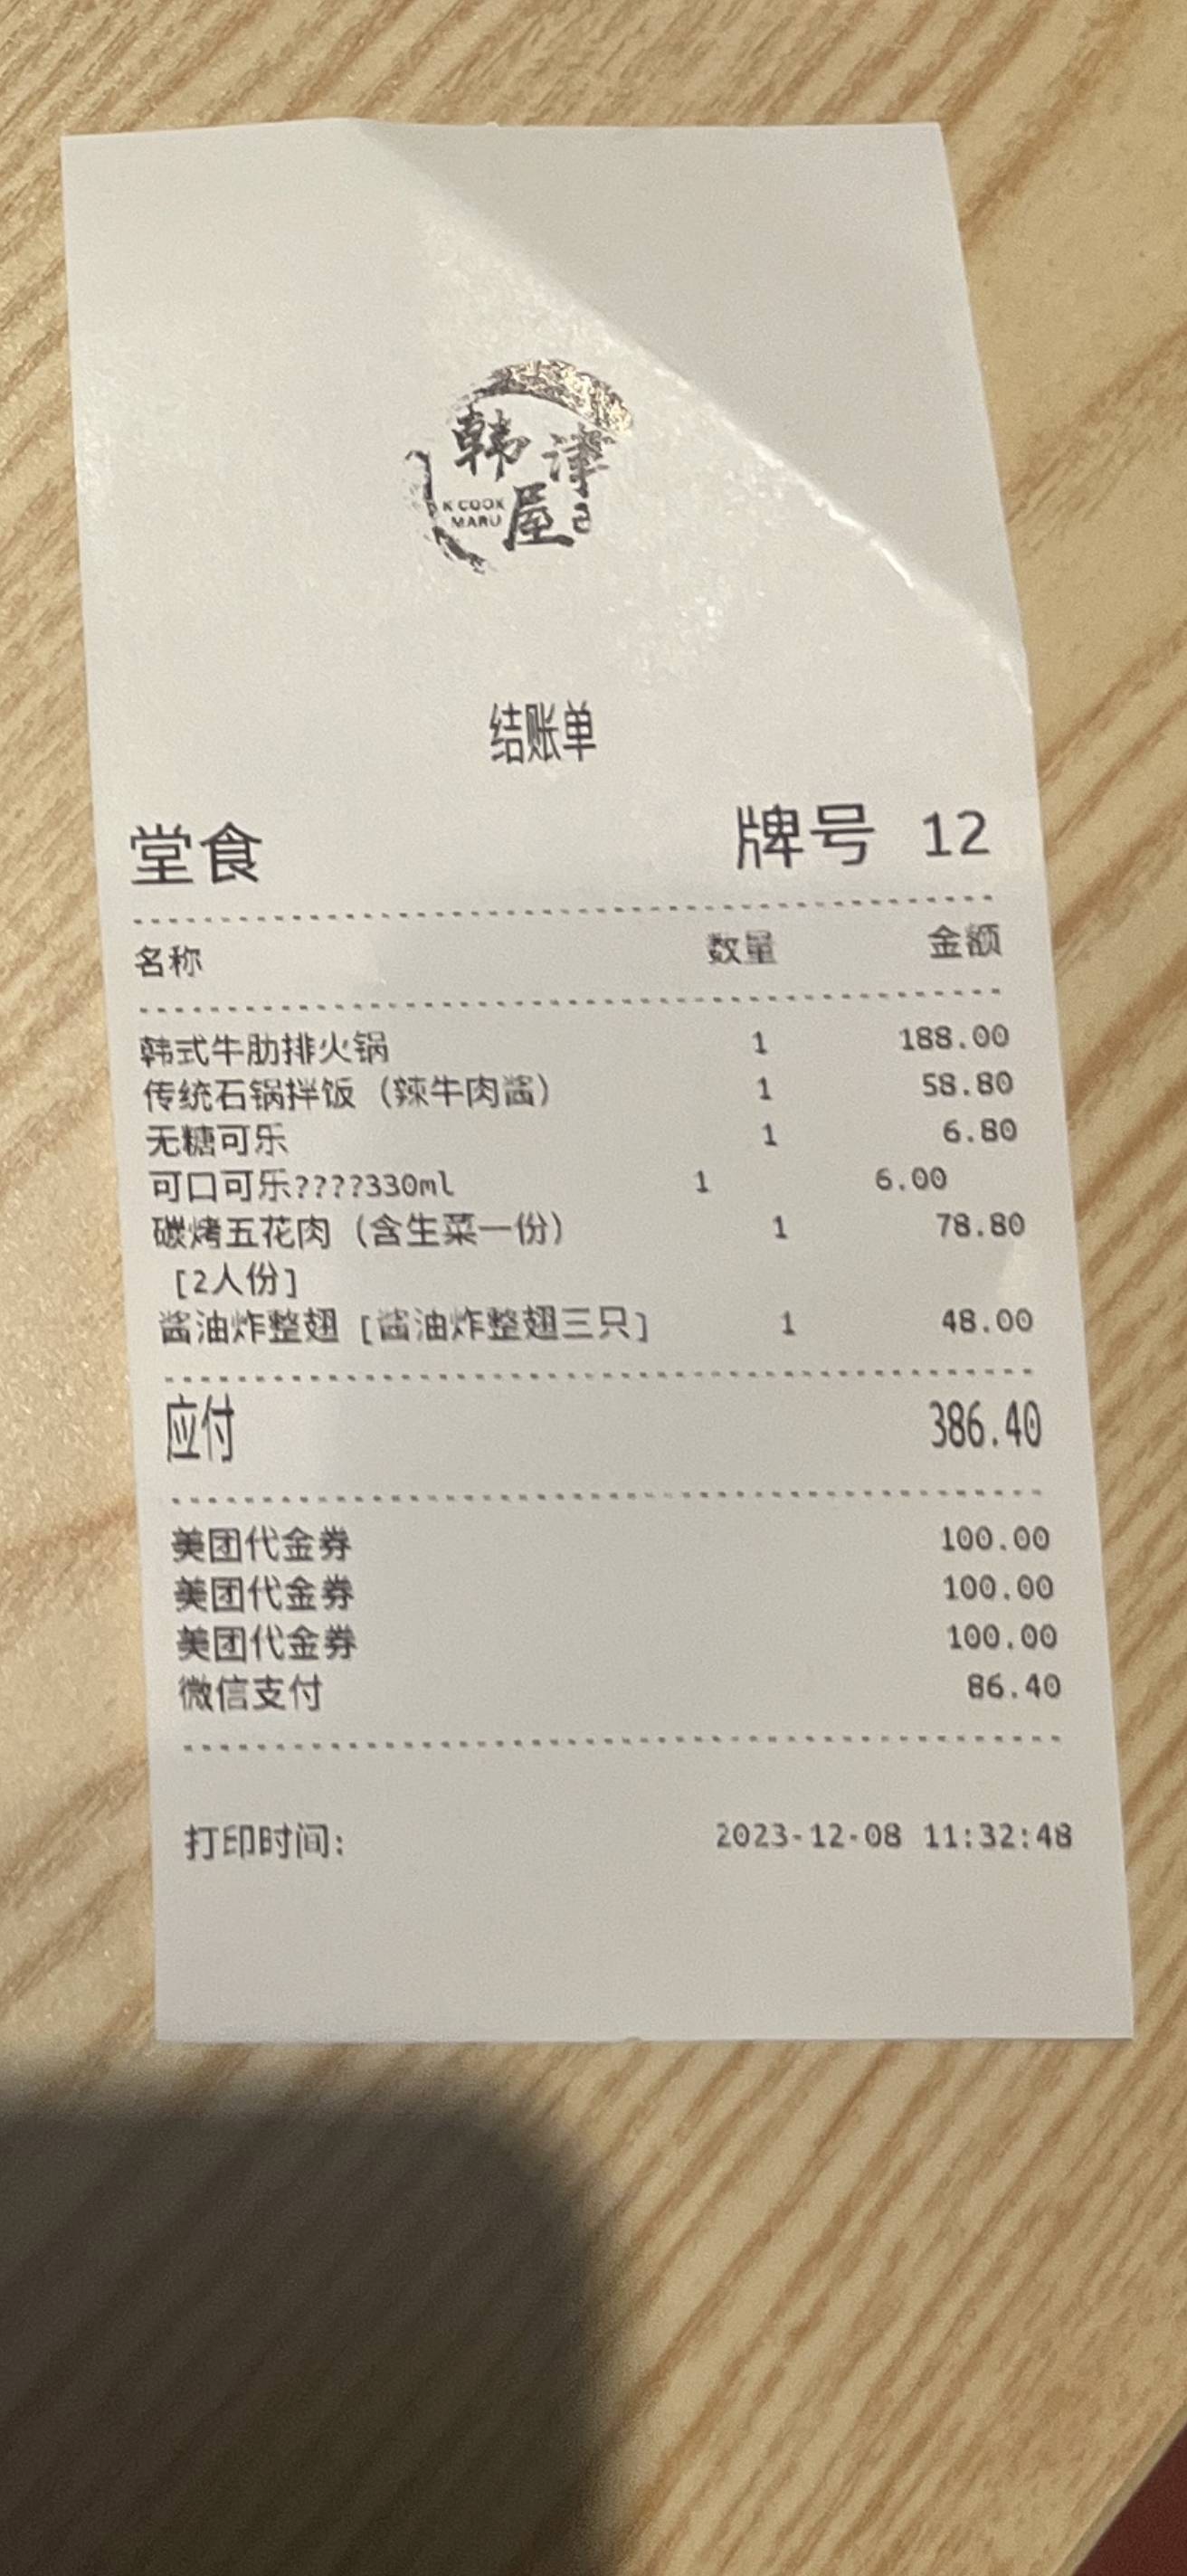 韩津
K COOK 屋
MARU
结账单
堂食 牌号 12
名称 数量 金额
韩式牛肋排火锅 1 188.00
传统石锅拌饭（辣牛肉酱） 1 58.80
无糖可乐 1 6.80
可口可乐????330ml 1 6.00
碳烤五花肉（含生菜一份） 1 78.80
[2人份]
酱油炸整翅 [酱油炸整翅三只] 1 48.00
应付 386.40
美团代金券 100.00
美团代金券 100.00
美团代金券 100.00
微信支付 86.40
打印时间: 2023-12-08 11:32:48